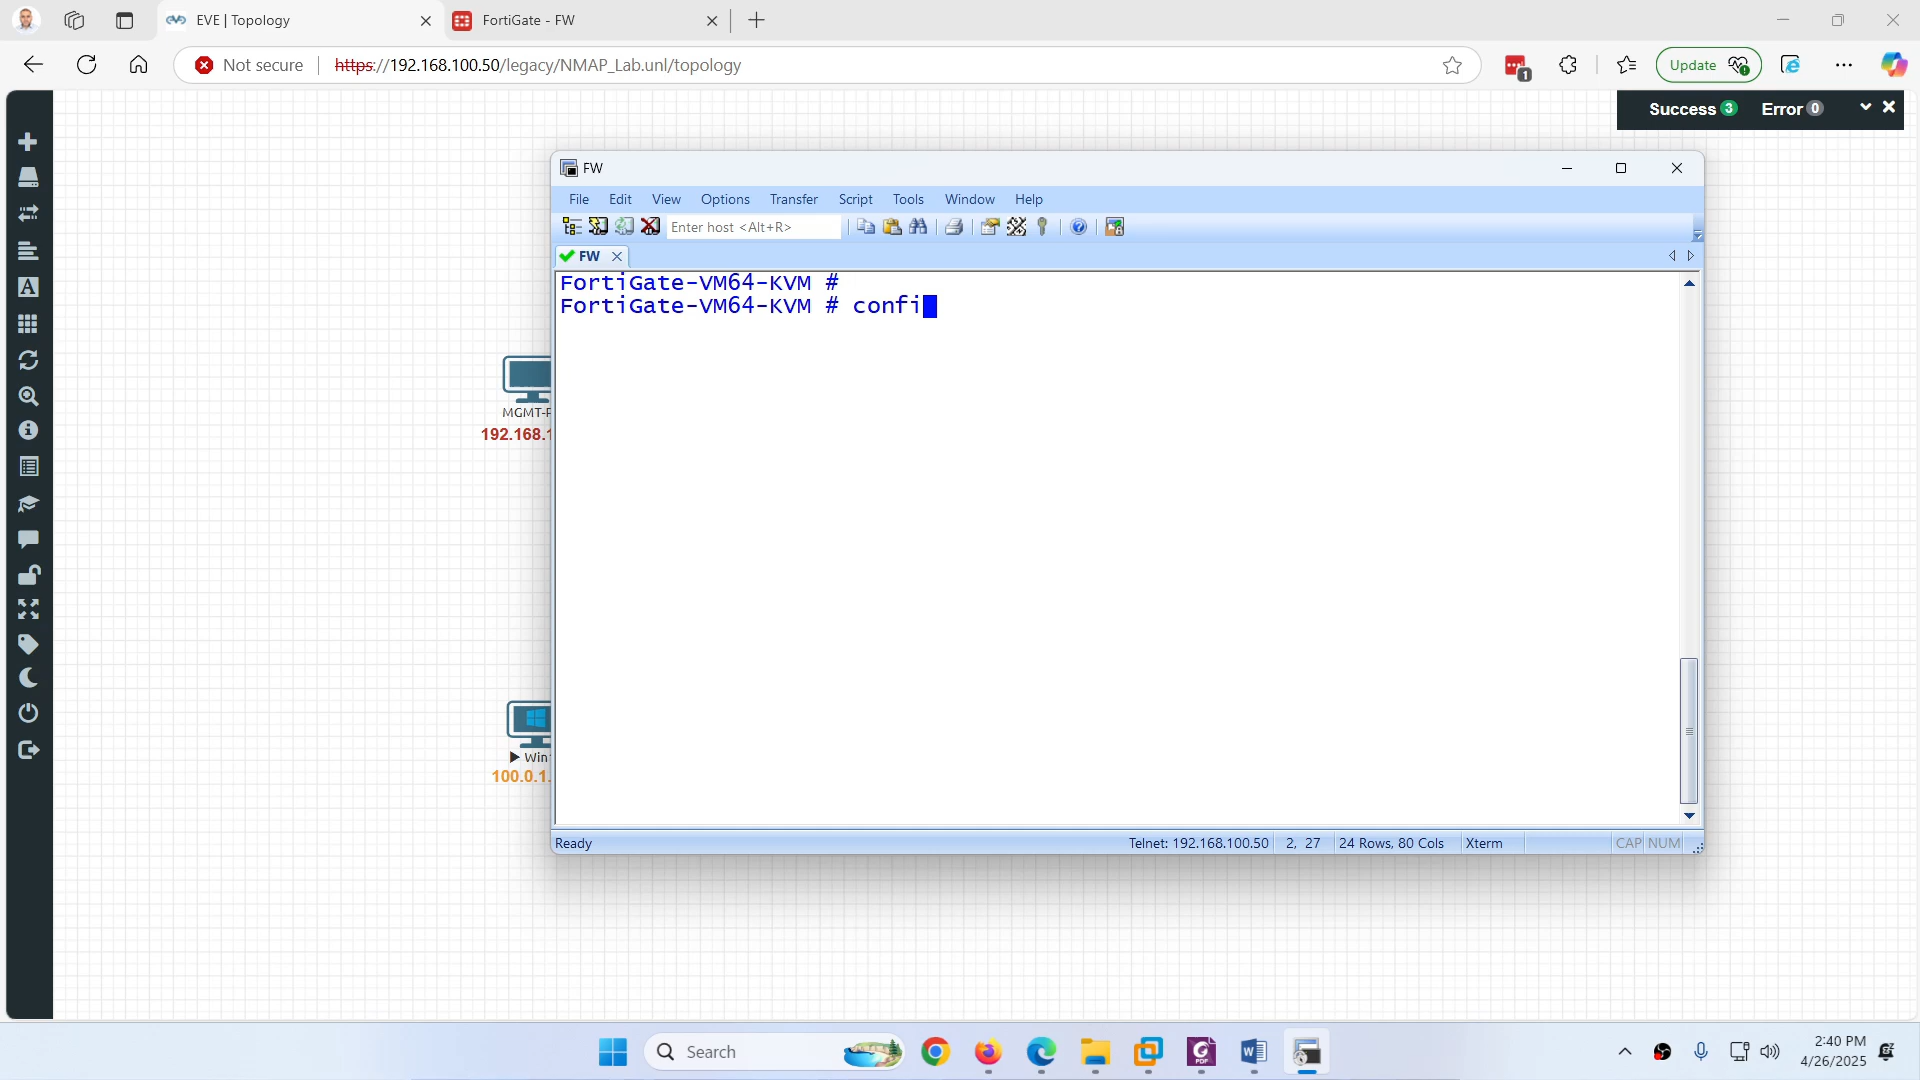 EVE | Topology
FortiGate - FW
Not secure
https://192.168.100.50/legacy/NMAP_Lab.unl/topology
1
Update
Success 3 Error 0
FW
File Edit View Options Transfer Script Tools Window Help
Enter host <Alt+R>
FW
FortiGate-VM64-KVM #
FortiGate-VM64-KVM # confi
MGMT-P
192.168.1
Win
100.0.1.
Ready
Telnet: 192.168.100.50 2, 27 24 Rows, 80 Cols Xterm CAP NUM
Search
2:40 PM
4/26/2025